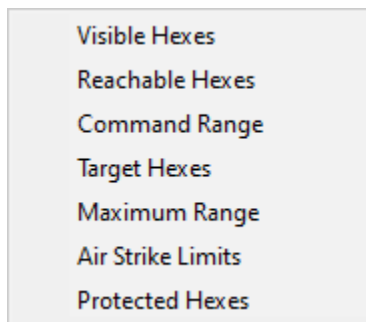 Visible Hexes
Reachable Hexes
Command Range
Target Hexes
Maximum Range
Air Strike Limits
Protected Hexes